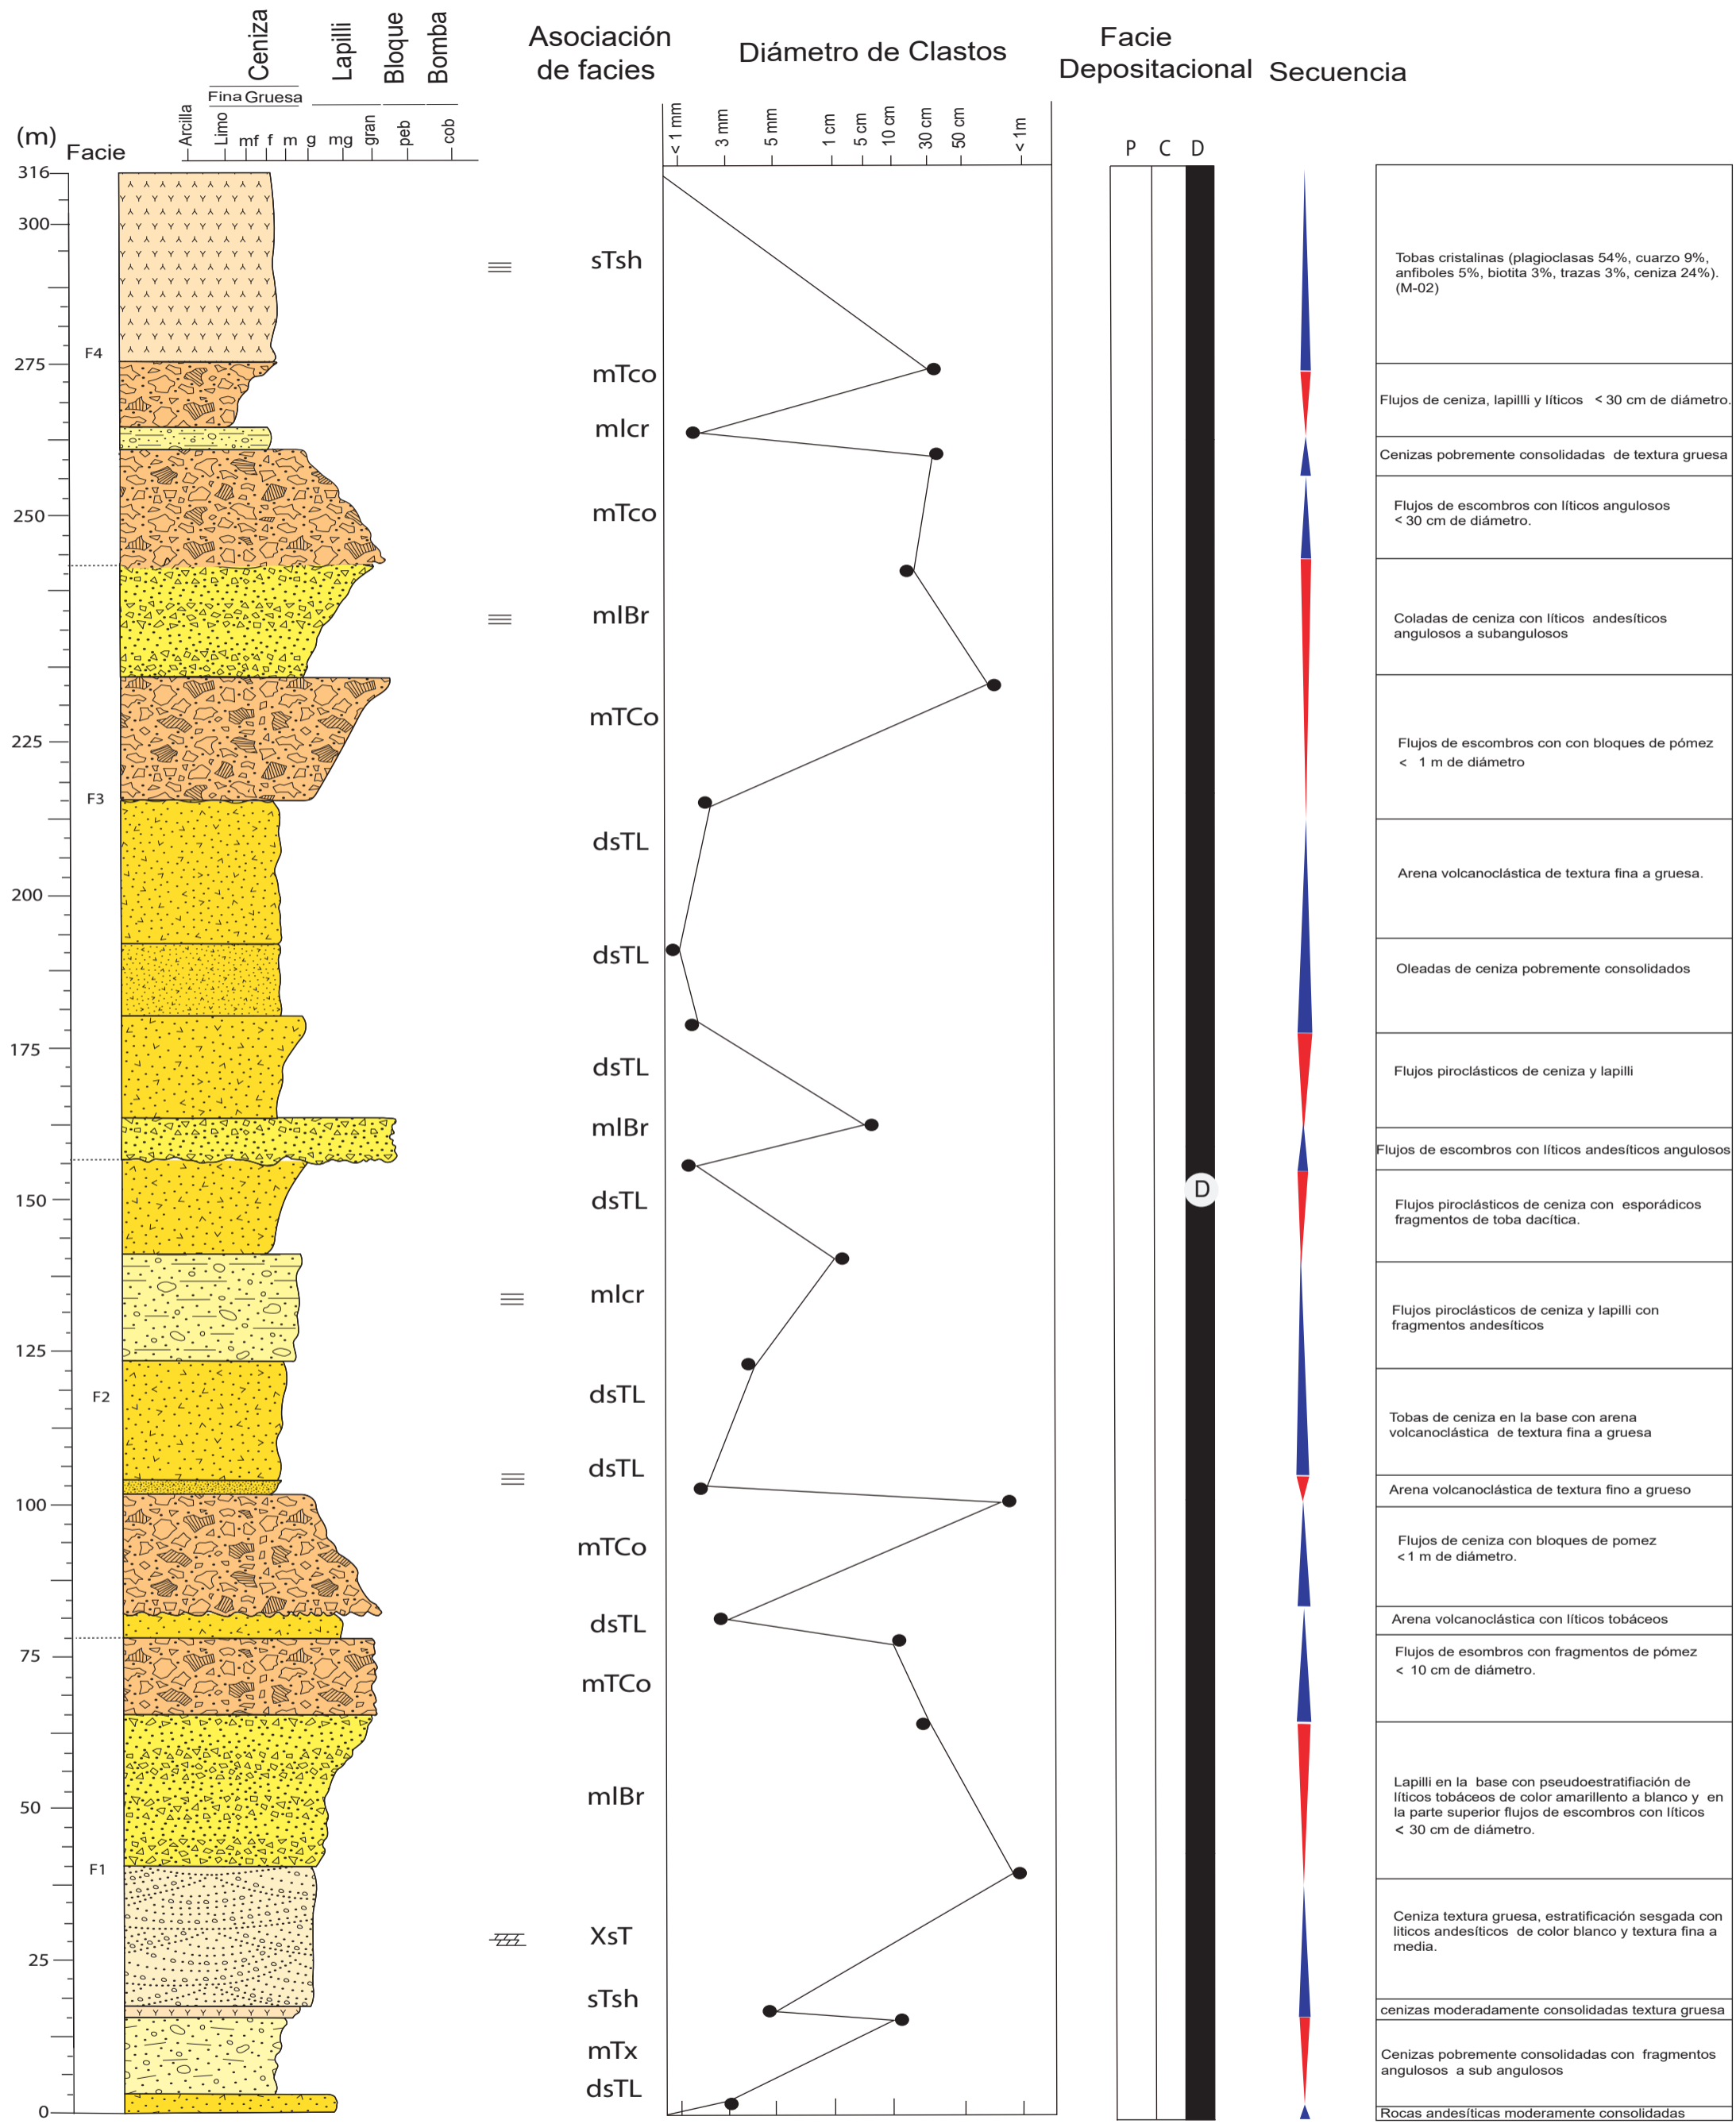 Ceniza
Lapilli
Bloque
Bomba
Asociación
de facies
Diámetro de Clastos
Facie
Depositacional
Secuencia
Fina Gruesa
(m)
Facie
Arcilla
Limo
mf
f
m
g
mg
gran
peb
cob
< 1 mm
3 mm
5 mm
1 cm
5 cm
10 cm
30 cm
50 cm
< 1m
P C D
316
300
sTsh
Tobas cristalinas (plagioclasas 54%, cuarzo 9%,
anfiboles 5%, biotita 3%, trazas 3%, ceniza 24%).
(M-02)
F4
275
mTco
Flujos de ceniza, lapillli y líticos < 30 cm de diámetro.
mlcr
Cenizas pobremente consolidadas de textura gruesa
250
mTco
Flujos de escombros con líticos angulosos
< 30 cm de diámetro.
mlBr
Coladas de ceniza con líticos andesíticos
angulosos a subangulosos
225
mTCo
Flujos de escombros con con bloques de pómez
< 1 m de diámetro
F3
dsTL
Arena volcanoclástica de textura fina a gruesa.
200
dsTL
Oleadas de ceniza pobremente consolidados
175
dsTL
Flujos piroclásticos de ceniza y lapilli
mlBr
Flujos de escombros con líticos andesíticos angulosos
150
dsTL
D
Flujos piroclásticos de ceniza con esporádicos
fragmentos de toba dacítica.
mlcr
Flujos piroclásticos de ceniza y lapilli con
fragmentos andesíticos
125
F2
dsTL
Tobas de ceniza en la base con arena
volcanoclástica de textura fina a gruesa
dsTL
Arena volcanoclástica de textura fino a grueso
100
mTCo
Flujos de ceniza con bloques de pomez
<1 m de diámetro.
dsTL
Arena volcanoclástica con líticos tobáceos
75
mTCo
Flujos de esombros con fragmentos de pómez
< 10 cm de diámetro.
50
mlBr
Lapilli en la base con pseudoestratifiación de
líticos tobáceos de color amarillento a blanco y en
la parte superior flujos de escombros con líticos
< 30 cm de diámetro.
F1
25
XsT
Ceniza textura gruesa, estratificación sesgada con
liticos andesíticos de color blanco y textura fina a
media.
sTsh
cenizas moderadamente consolidadas textura gruesa
mTx
Cenizas pobremente consolidadas con fragmentos
angulosos a sub angulosos
dsTL
0
Rocas andesíticas moderamente consolidadas